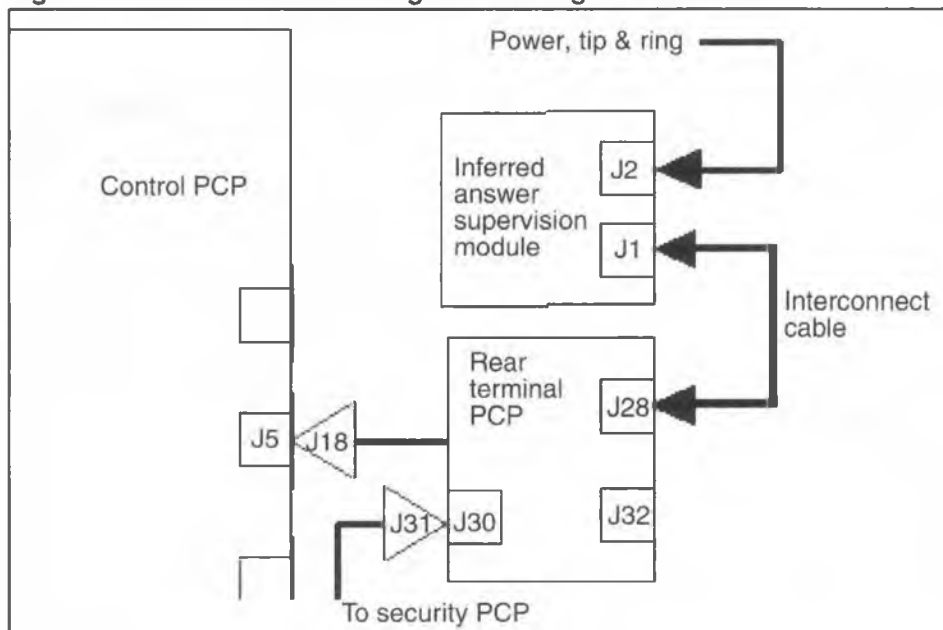 Power, tip & ring
Control PCP
Inferred
answer
supervision
module
J2
J1
Interconnect
cable
Rear
terminal
PCP
J28
J5
J18
J31
J30
J32
To security PCP